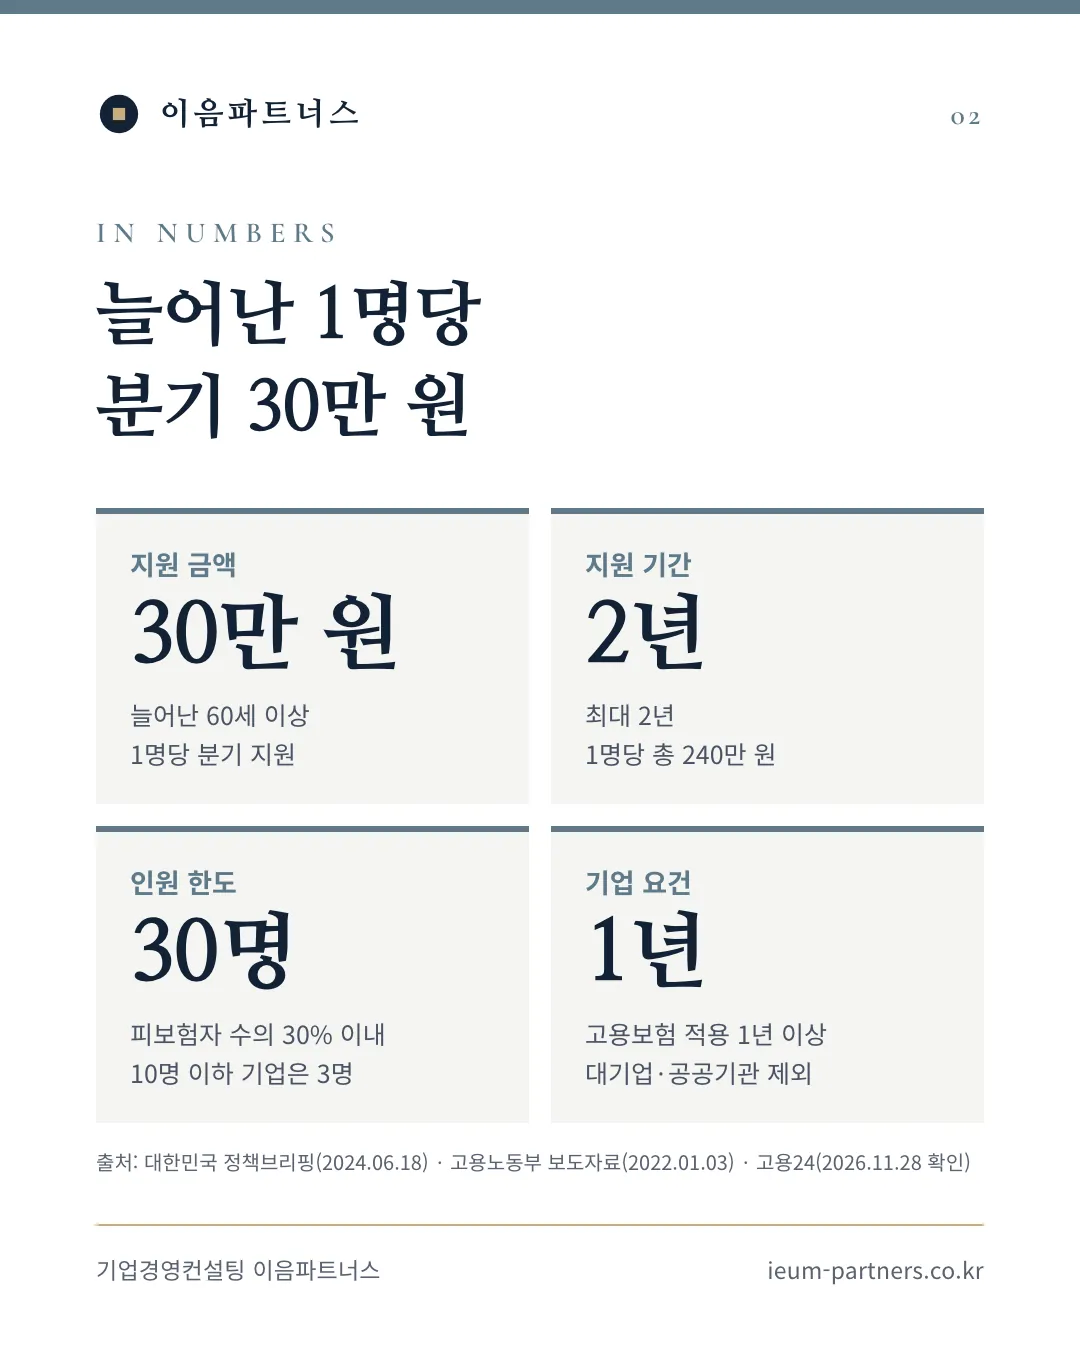 이음파트너스
02
IN NUMBERS
늘어난 1명당
분기 30만 원
지원 금액
30만 원
늘어난 60세 이상
1명당 분기 지원
지원 기간
2년
최대 2년
1명당 총 240만 원
인원 한도
30명
피보험자 수의 30% 이내
10명 이하 기업은 3명
기업 요건
1년
고용보험 적용 1년 이상
대기업·공공기관 제외
출처: 대한민국 정책브리핑(2024.06.18) · 고용노동부 보도자료(2022.01.03) · 고용24(2026.11.28 확인)
기업경영컨설팅 이음파트너스
ieum-partners.co.kr